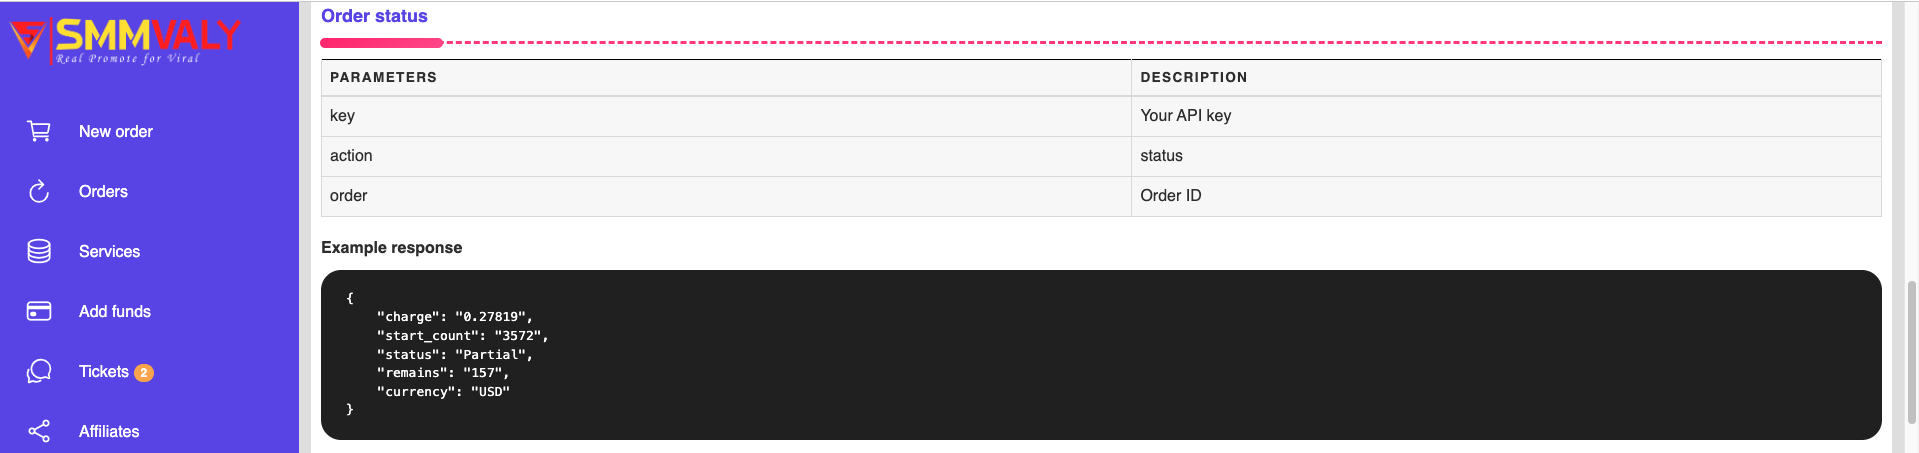 SMMVALY
Real Promote for Viral
New order
Orders
Services
Add funds
Tickets 2
Affiliates
Order status
PARAMETERS DESCRIPTION
key Your API key
action status
order Order ID
Example response
{
    "charge": "0.27819",
    "start_count": "3572",
    "status": "Partial",
    "remains": "157",
    "currency": "USD"
}